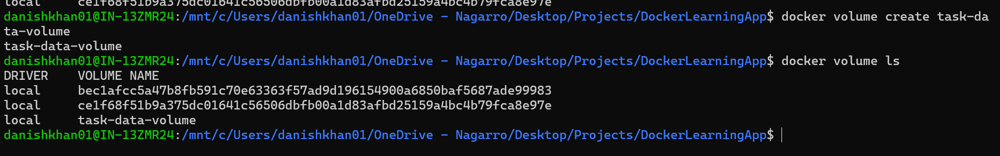 local     ce1f68f51b9a375dc01641c56506dbfb00a1d83afbd25159a4bc4b79fca8e97e
danishkhan01@IN-13ZMR24:/mnt/c/Users/danishkhan01/OneDrive - Nagarro/Desktop/Projects/DockerLearningApp$ docker volume create task-da
ta-volume
task-data-volume
danishkhan01@IN-13ZMR24:/mnt/c/Users/danishkhan01/OneDrive - Nagarro/Desktop/Projects/DockerLearningApp$ docker volume ls
DRIVER    VOLUME NAME
local     bec1afcc5a47b8fb591c70e63363f57ad9d196154900a6850baf5687ade99983
local     ce1f68f51b9a375dc01641c56506dbfb00a1d83afbd25159a4bc4b79fca8e97e
local     task-data-volume
danishkhan01@IN-13ZMR24:/mnt/c/Users/danishkhan01/OneDrive - Nagarro/Desktop/Projects/DockerLearningApp$